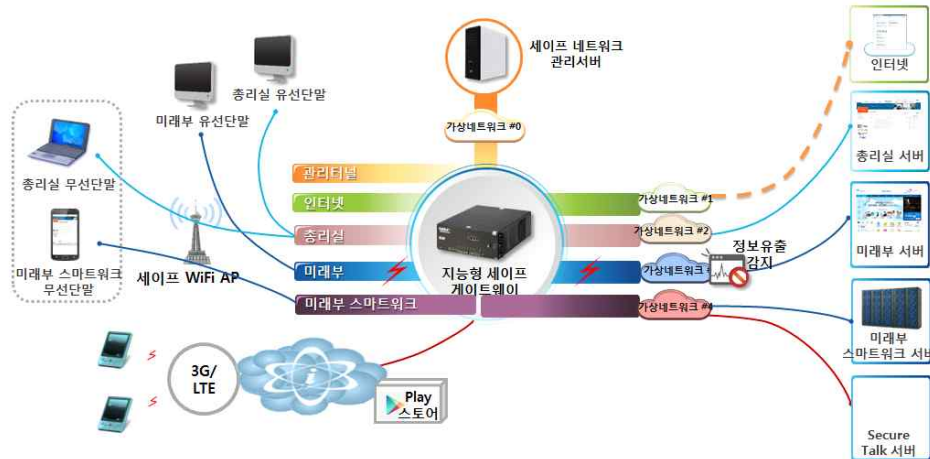 세이프 네트워크
관리서버
인터넷
총리실 유선단말
미래부 유선단말
가상네트워크 #0
총리실 서버
총리실 무선단말
관리터널
인터넷
가상네트워크 #1
총리실
가상네트워크 #2
미래부 서버
정보유출
감지
미래부 스마트워크
무선단말
세이프 WiFi AP
미래부
지능형 세이프
게이트웨이
가상네트워크 #
미래부 스마트워크
가상네트워크 #4
미래부
스마트워크 서버
3G/
LTE
i
Play
스토어
Secure
Talk 서버